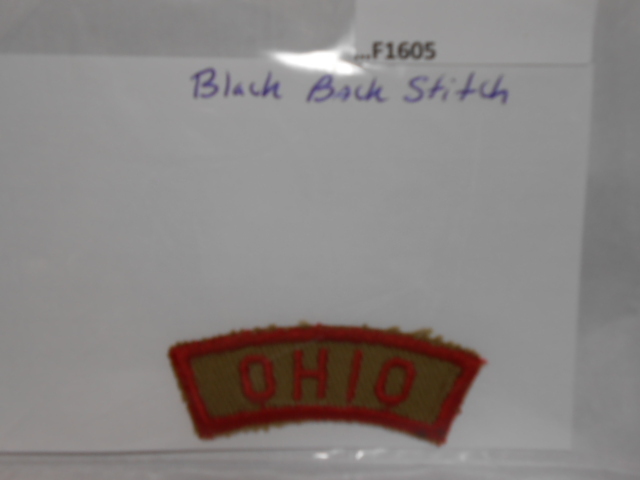 ...F1605
Black Back Stitch
OHIO